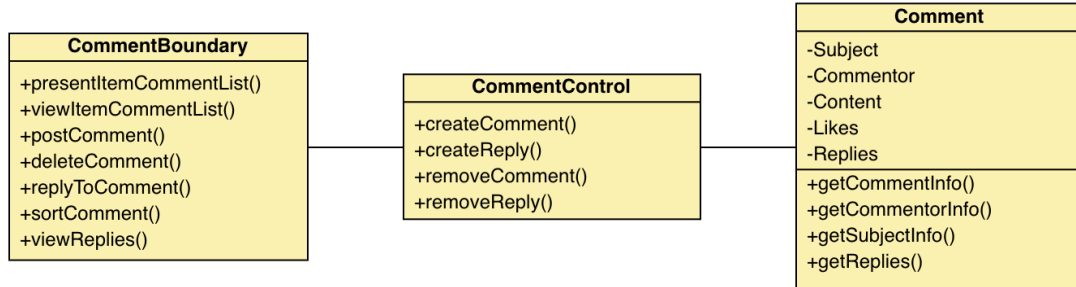 CommentBoundary
+presentItemCommentList()
+viewItemCommentList()
+postComment()
+deleteComment()
+replyToComment()
+sortComment()
+viewReplies()
CommentControl
+createComment()
+createReply()
+removeComment()
+removeReply()
Comment
-Subject
-Commentor
-Content
-Likes
-Replies
+getCommentInfo()
+getCommentorInfo()
+getSubjectInfo()
+getReplies()